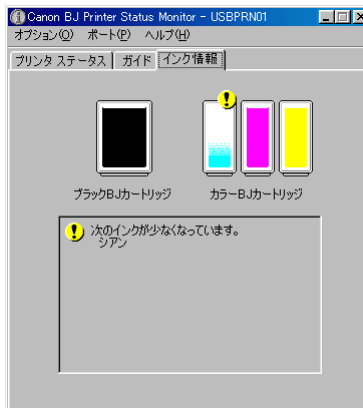 Canon BJ Printer Status Monitor - USBPRN01
オプション(O) ポート(P) ヘルプ(H)
プリンタ ステータス ガイド インク情報
ブラックBJカートリッジ カラーBJカートリッジ
次のインクが少なくなっています。
シアン